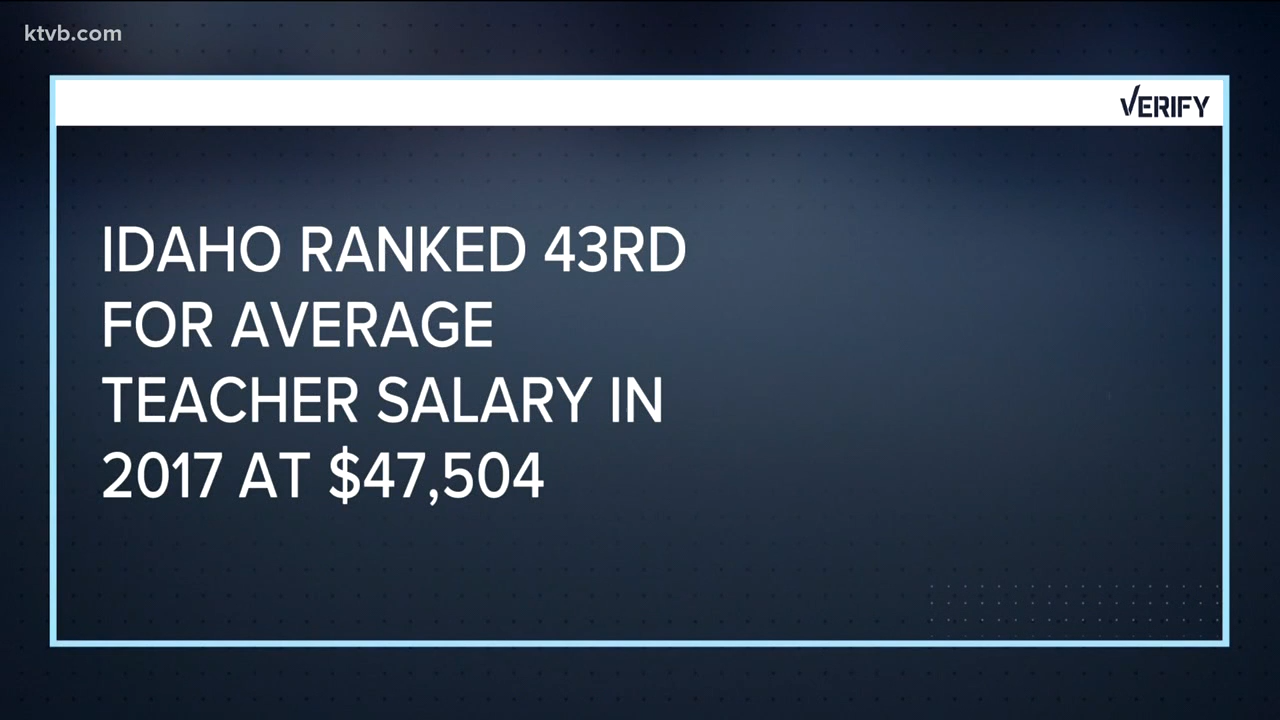 ktvb.com
VERIFY
IDAHO RANKED 43RD
FOR AVERAGE
TEACHER SALARY IN
2017 AT $47,504